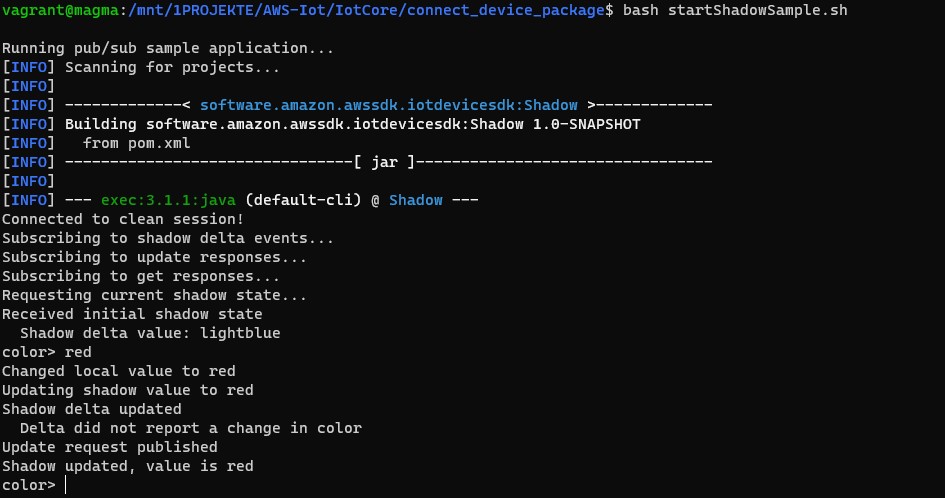 vagrant@magma:/mnt/1PROJEKTE/AWS-Iot/IotCore/connect_device_package$ bash startShadowSample.sh
Running pub/sub sample application...
[INFO] Scanning for projects...
[INFO]
[INFO] -------------< software.amazon.awssdk.iotdevicesdk:Shadow >-------------
[INFO] Building software.amazon.awssdk.iotdevicesdk:Shadow 1.0-SNAPSHOT
[INFO]   from pom.xml
[INFO] --------------------------------[ jar ]---------------------------------
[INFO]
[INFO] --- exec:3.1.1:java (default-cli) @ Shadow ---
Connected to clean session!
Subscribing to shadow delta events...
Subscribing to update responses...
Subscribing to get responses...
Requesting current shadow state...
Received initial shadow state
  Shadow delta value: lightblue
color> red
Changed local value to red
Updating shadow value to red
Shadow delta updated
  Delta did not report a change in color
Update request published
Shadow updated, value is red
color>